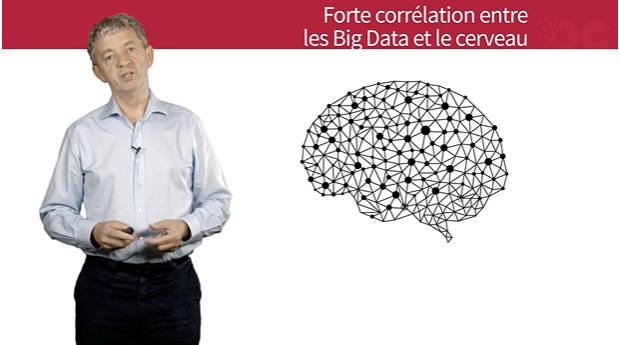 Forte corrélation entre
les Big Data et le cerveau